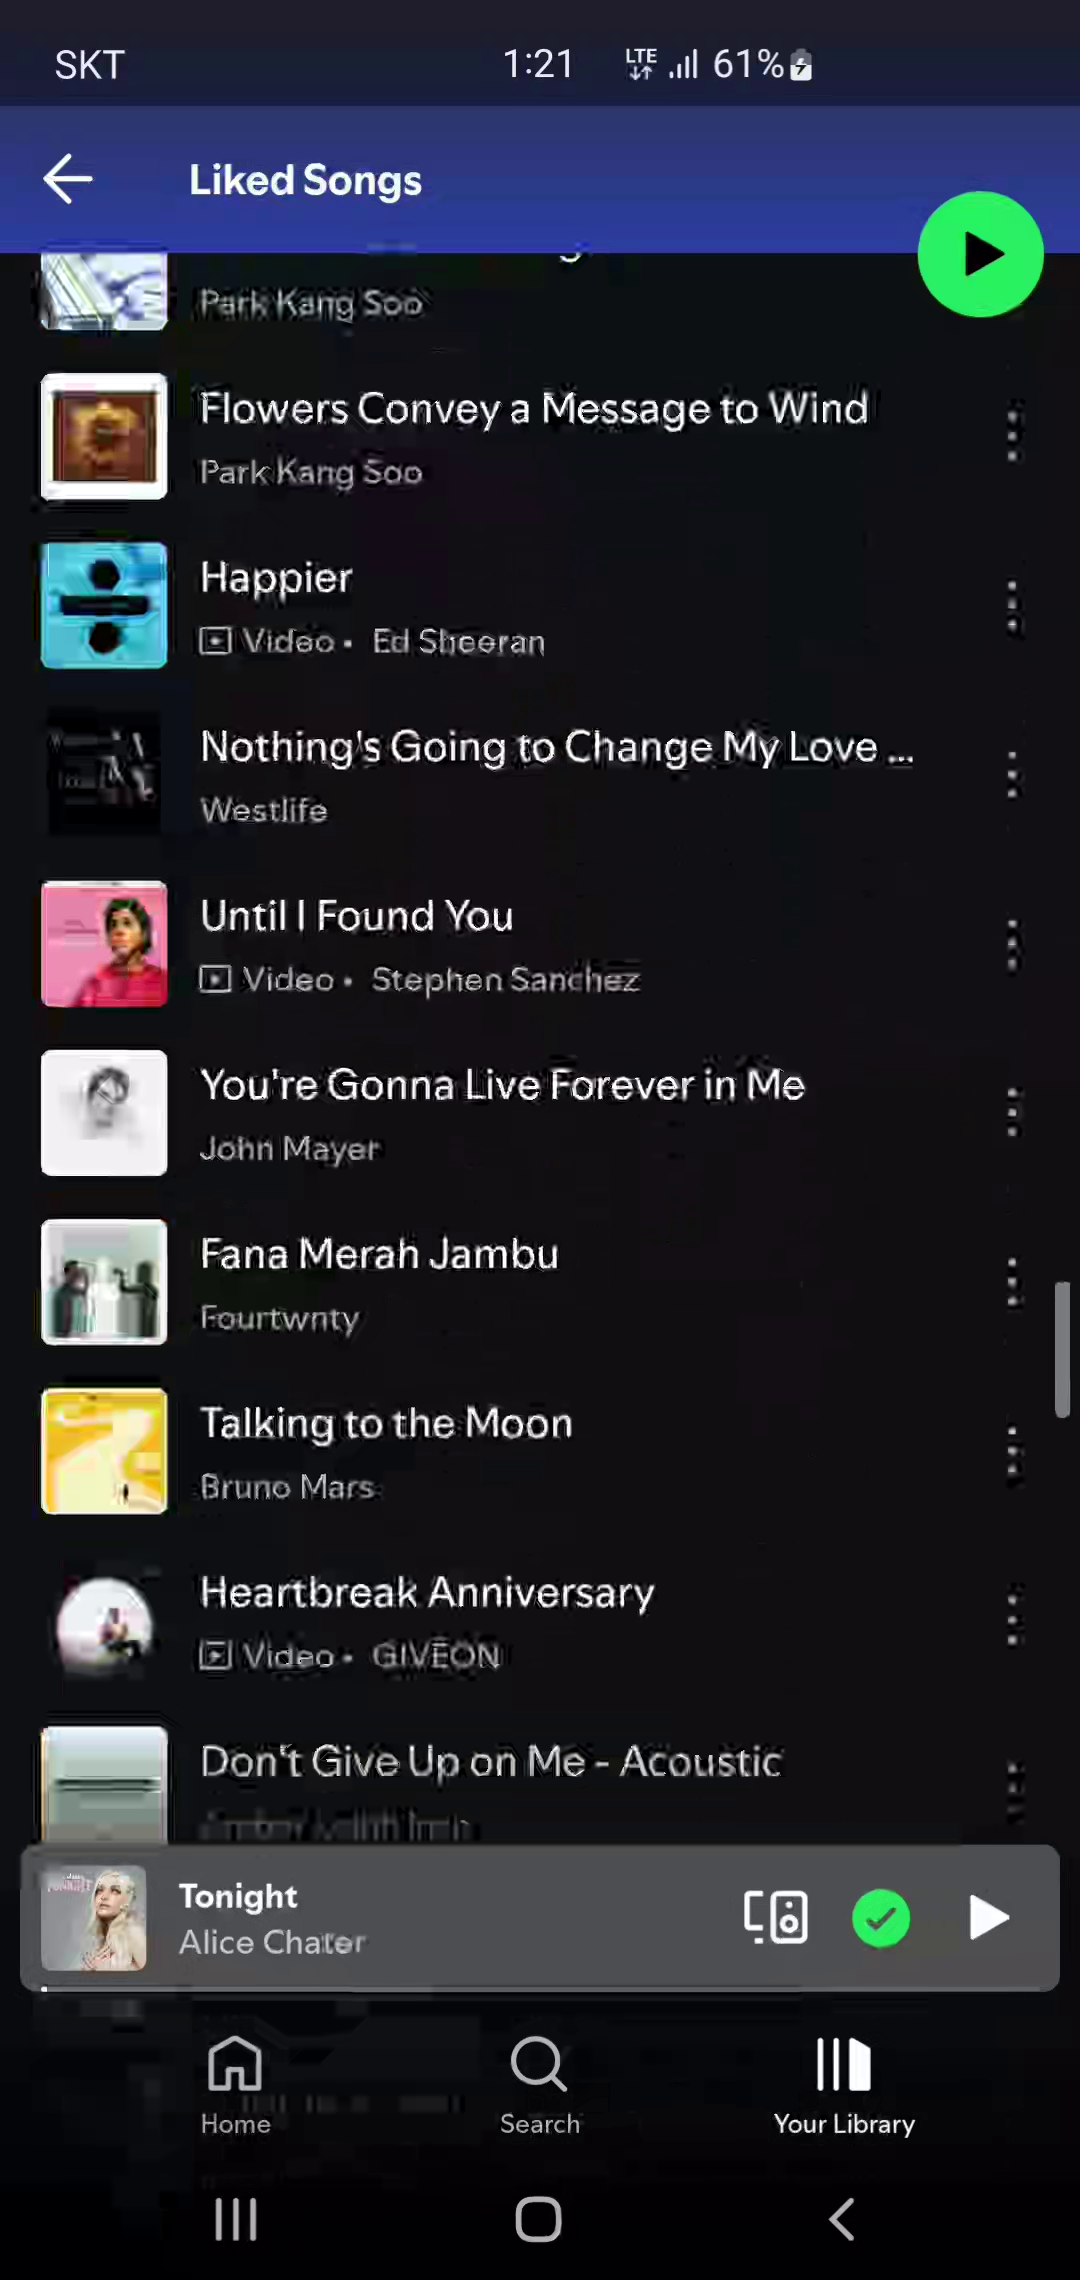 SKT 1:21 LTE 61%
Liked Songs
Park Kang Soo
Flowers Convey a Message to Wind
Park Kang Soo
Happier
Video • Ed Sheeran
Nothing's Going to Change My Love ...
Westlife
Until I Found You
Video • Stephen Sanchez
You're Gonna Live Forever in Me
John Mayer
Fana Merah Jambu
Fourtwnty
Talking to the Moon
Bruno Mars
Heartbreak Anniversary
Video • GIVĒON
Don't Give Up on Me - Acoustic
TONIGHT
Tonight
Alice Chater
Home
Search
Your Library